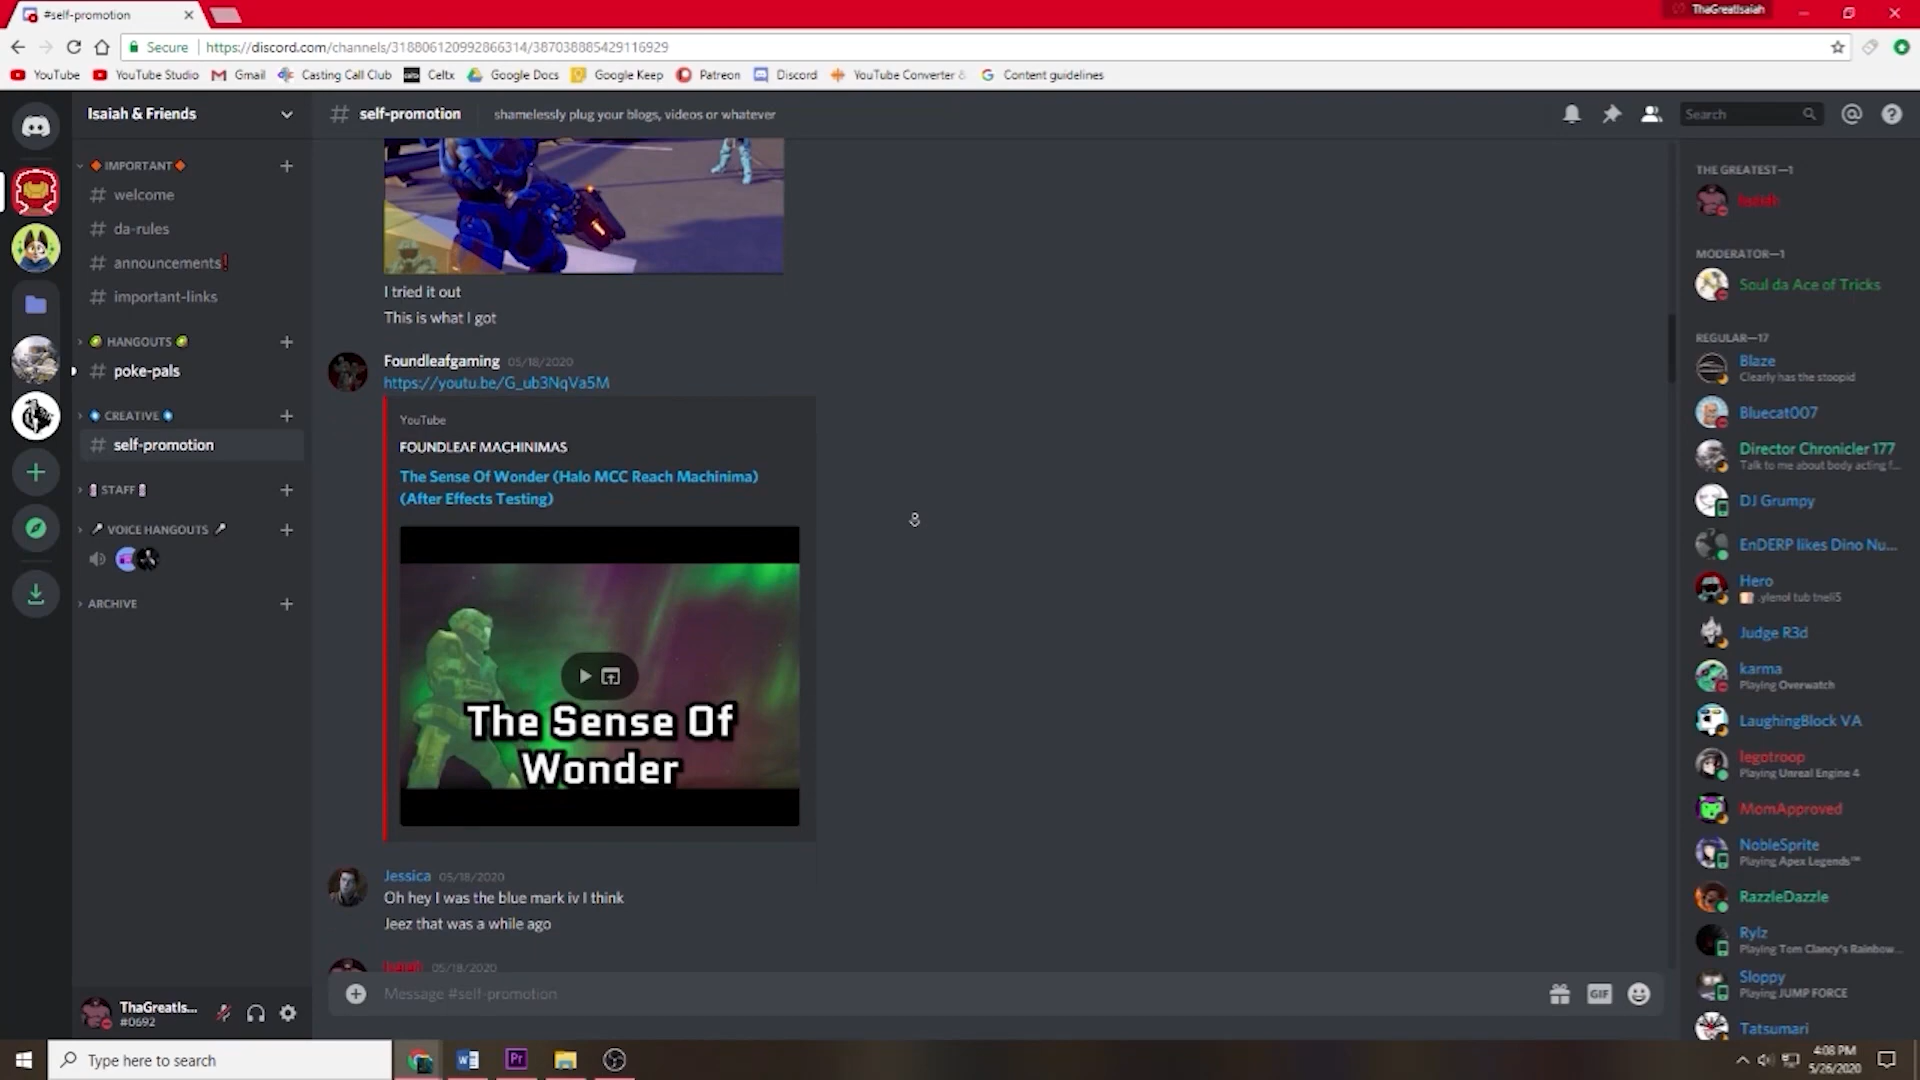 #self-promotion
ThaGreatIsaiah
Secure
https://discord.com/channels/318806120992866314/387038885429116929
YouTube
YouTube Studio
Gmail
Casting Call Club
Celtx
Google Docs
Google Keep
Patreon
Discord
YouTube Converter &
Content guidelines
Isaiah & Friends
# self-promotion
shamelessly plug your blogs, videos or whatever
Search
IMPORTANT
# welcome
# da-rules
# announcements!
# important-links
HANGOUTS
# poke-pals
CREATIVE
# self-promotion
STAFF
VOICE HANGOUTS
ARCHIVE
ThaGreatIs...
#0692
I tried it out
This is what I got
Foundleafgaming 05/18/2020
https://youtu.be/G_ub3NqVa5M
YouTube
FOUNDLEAF MACHINIMAS
The Sense Of Wonder (Halo MCC Reach Machinima)
(After Effects Testing)
The Sense Of
Wonder
Jessica 05/18/2020
Oh hey I was the blue mark iv I think
Jeez that was a while ago
Isaiah 05/18/2020
Message #self-promotion
GIF
THE GREATEST—1
Isaiah
MODERATOR—1
Soul da Ace of Tricks
REGULAR—17
Blaze
Clearly has the stoopid
Bluecat007
Director Chronicler 177
Talk to me about body acting f...
DJ Grumpy
EnDERP likes Dino Nu...
Hero
.ylenol tub tneliS
Judge R3d
karma
Playing Overwatch
LaughingBlock VA
legotroop
Playing Unreal Engine 4
MomApproved
NobleSprite
Playing Apex Legends™
RazzleDazzle
Rylz
Playing Tom Clancy's Rainbow...
Sloppy
Playing JUMP FORCE
Tatsumari
Type here to search
Pr
4:08 PM
5/26/2020